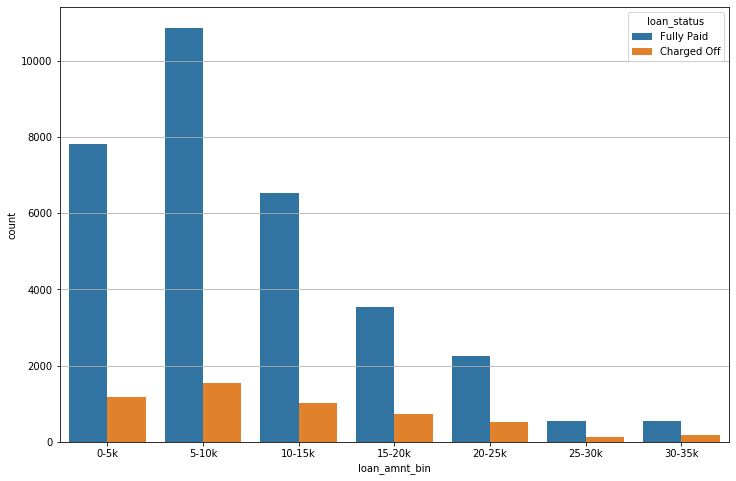 loan_status
Fully Paid
Charged Off
10000
8000
6000
4000
2000
0
count
0-5k 5-10k 10-15k 15-20k 20-25k 25-30k 30-35k
loan_amnt_bin